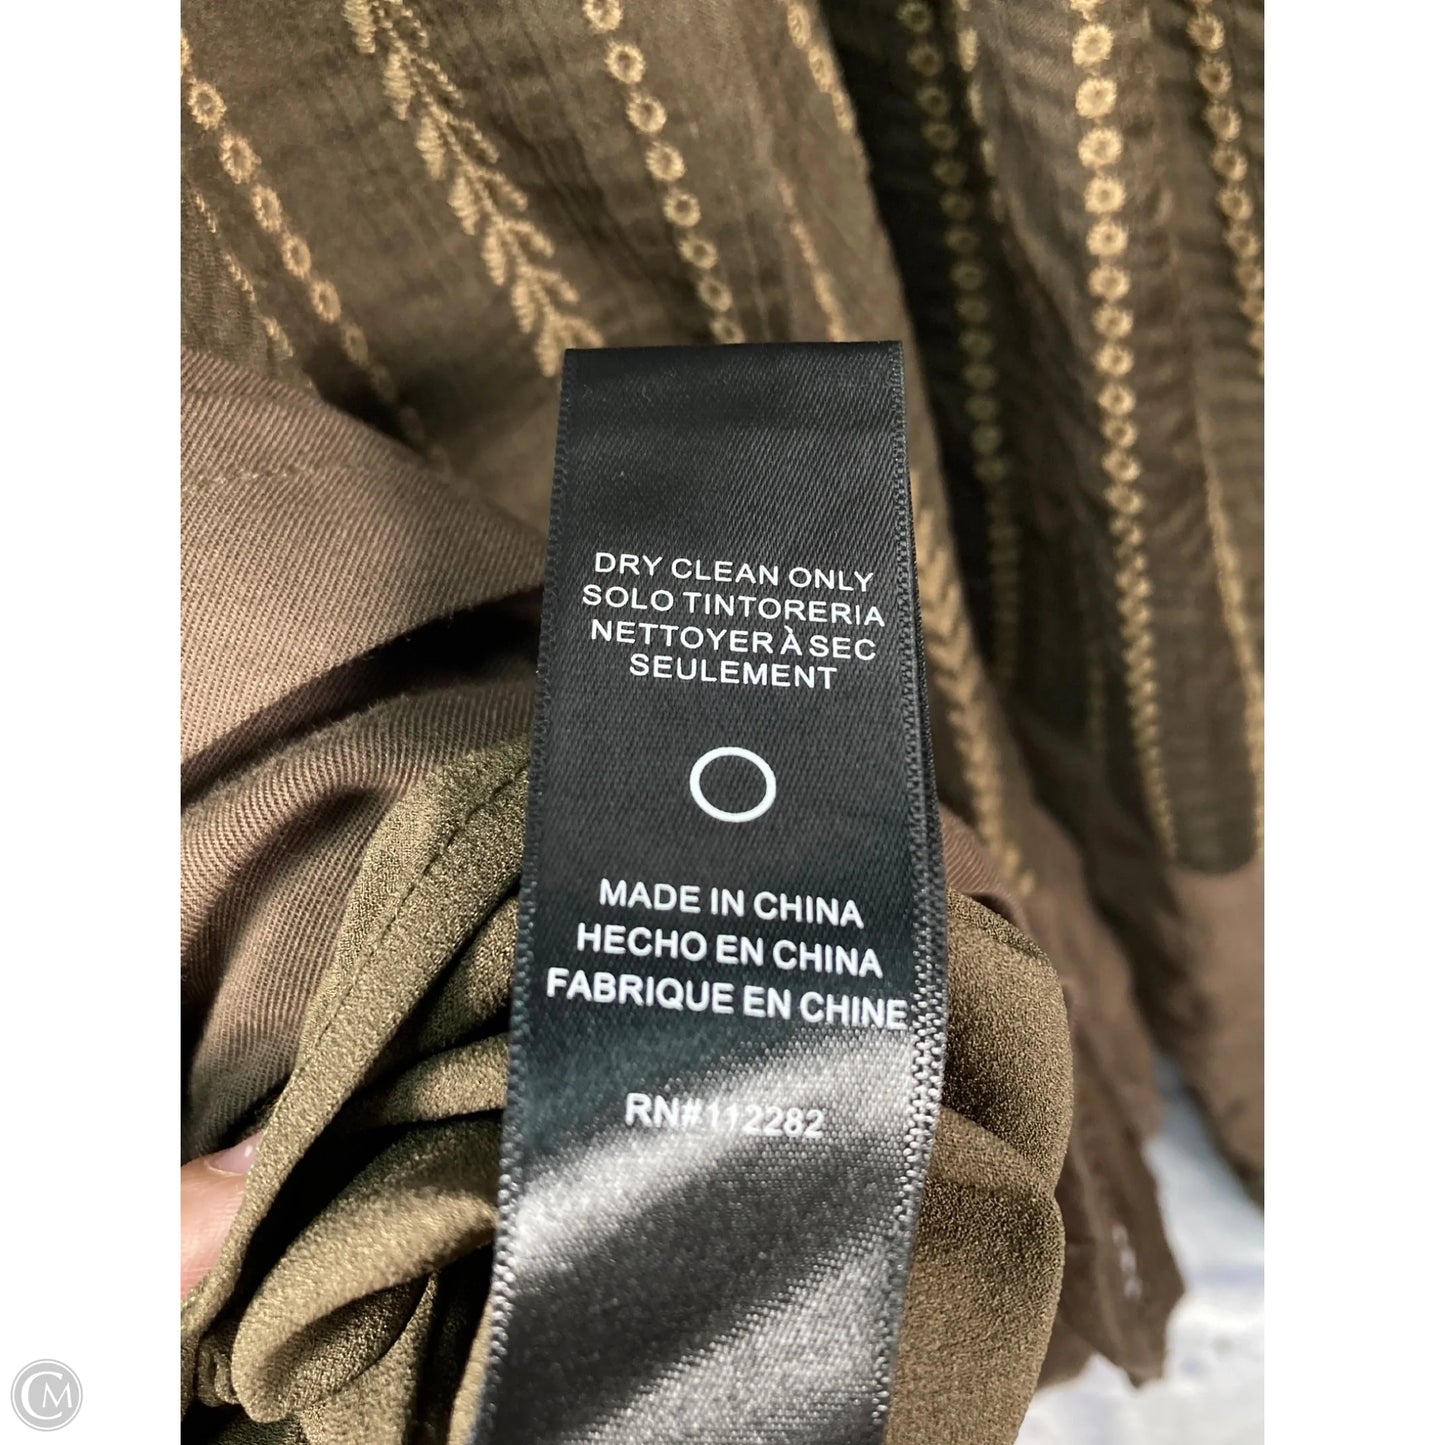 DRY CLEAN ONLY
SOLO TINTORERIA
NETTOYER À SEC
SEULEMENT
MADE IN CHINA
HECHO EN CHINA
FABRIQUE EN CHINE
RN#112282
CM